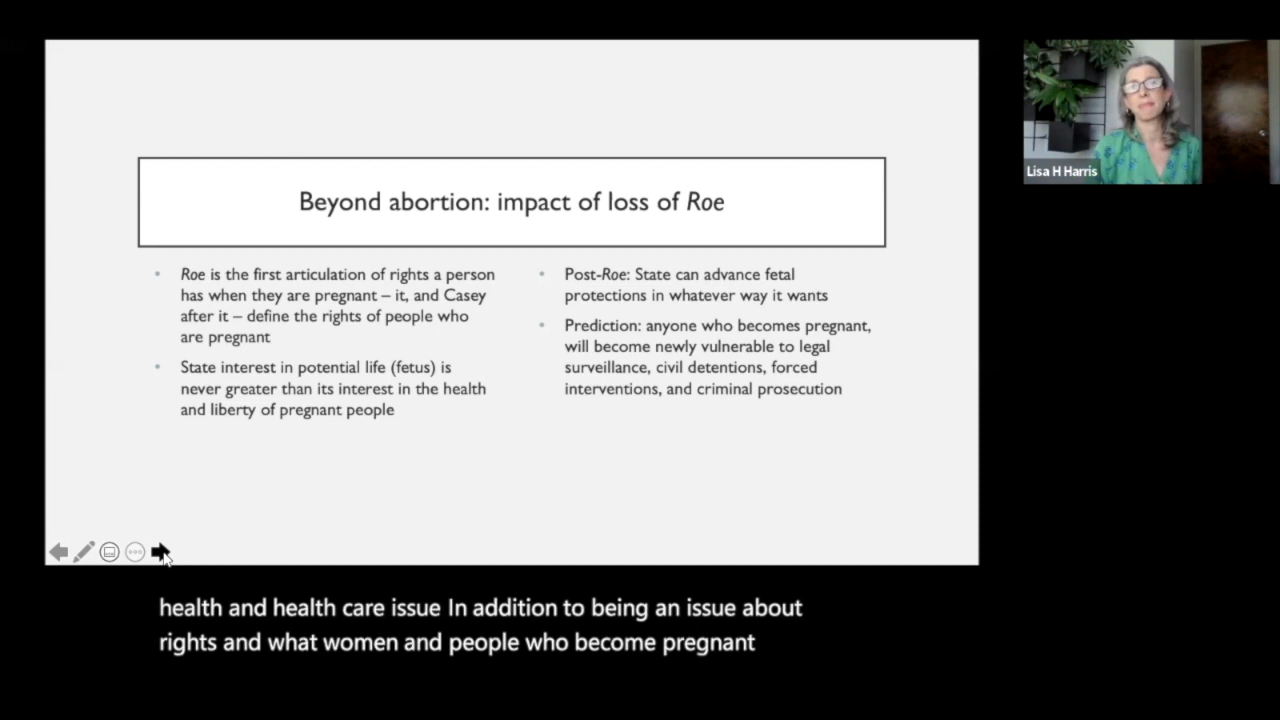 Beyond abortion: impact of loss of Roe
Roe is the first articulation of rights a person
has when they are pregnant – it, and Casey
after it – define the rights of people who
are pregnant
State interest in potential life (fetus) is
never greater than its interest in the health
and liberty of pregnant people
Post-Roe: State can advance fetal
protections in whatever way it wants
Prediction: anyone who becomes pregnant,
will become newly vulnerable to legal
surveillance, civil detentions, forced
interventions, and criminal prosecution
Lisa H Harris
health and health care issue In addition to being an issue about
rights and what women and people who become pregnant